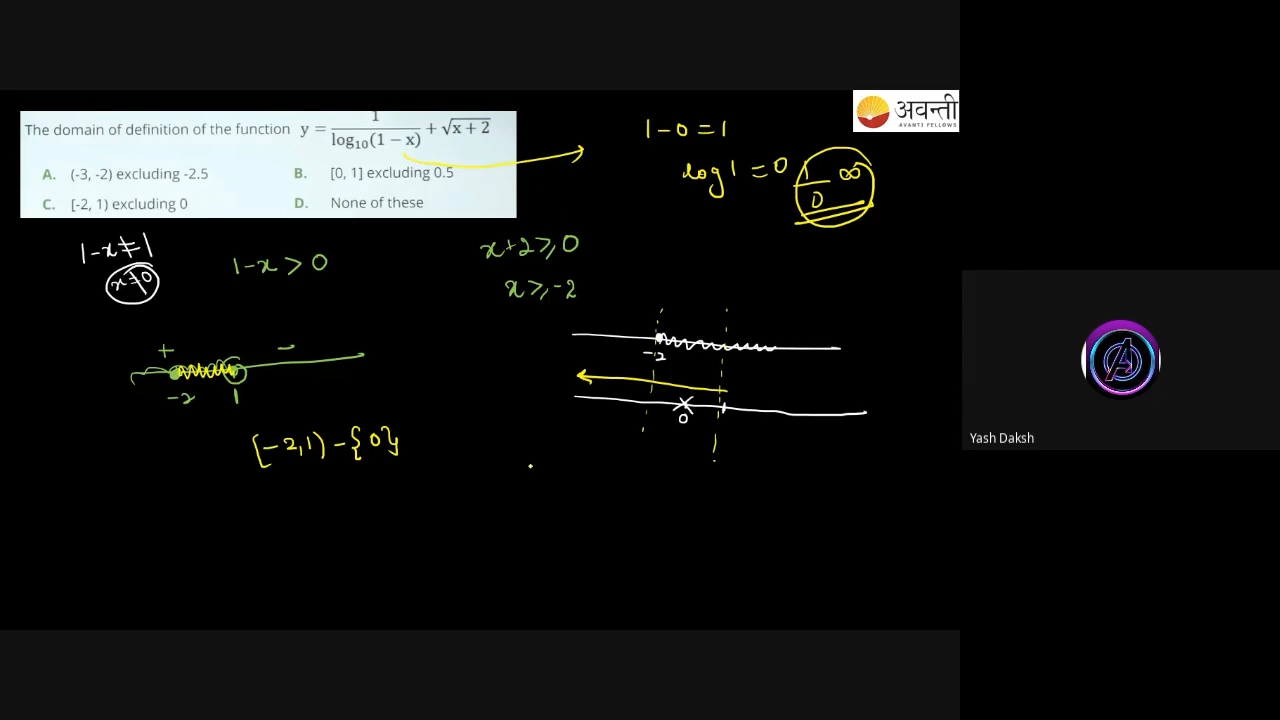 अवन्ती
AVANTI FELLOWS
The domain of definition of the function y = 1/log₁₀(1 − x) + √x + 2
A. (-3, -2) excluding -2.5
B. [0, 1] excluding 0.5
C. [-2, 1) excluding 0
D. None of these
1-0=1
log1=0 1/0 ∞
1-x≠1
x≠0
1-x>0
x+2≥0
x≥-2
+ -
-2 1
-2
0
1
[-2,1)-{0}
Yash Daksh